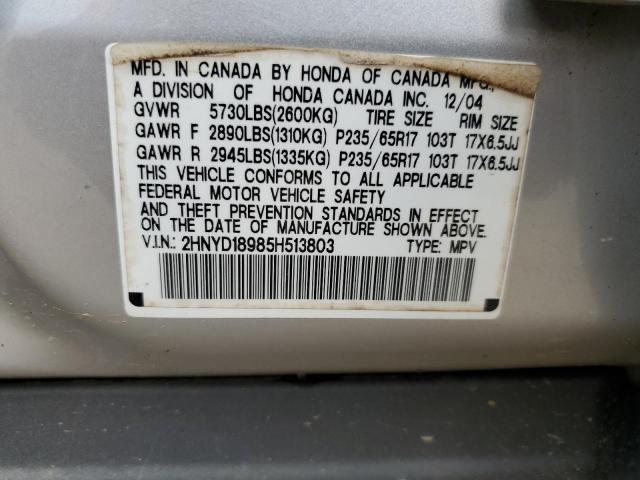 MFD. IN CANADA BY HONDA OF CANADA MFG.,
A DIVISION OF HONDA CANADA INC. 12/04
GVWR 5730LBS(2600KG) TIRE SIZE RIM SIZE
GAWR F 2890LBS(1310KG) P235/65R17 103T 17X6.5JJ
GAWR R 2945LBS(1335KG) P235/65R17 103T 17X6.5JJ
THIS VEHICLE CONFORMS TO ALL APPLICABLE
FEDERAL MOTOR VEHICLE SAFETY
AND THEFT PREVENTION STANDARDS IN EFFECT
ON THE DATE OF MANUFACTURE SHOWN ABOVE.
V.I.N.: 2HNYD18985H513803 TYPE: MPV